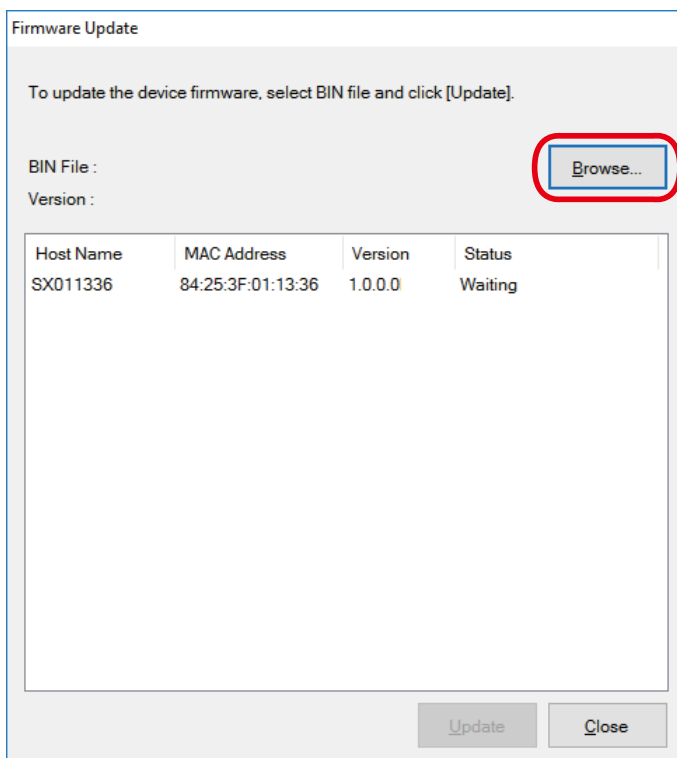 Firmware Update
To update the device firmware, select BIN file and click [Update].
BIN File :
Browse...
Version :
Host Name MAC Address Version Status
SX011336 84:25:3F:01:13:36 1.0.0.0 Waiting
Update Close